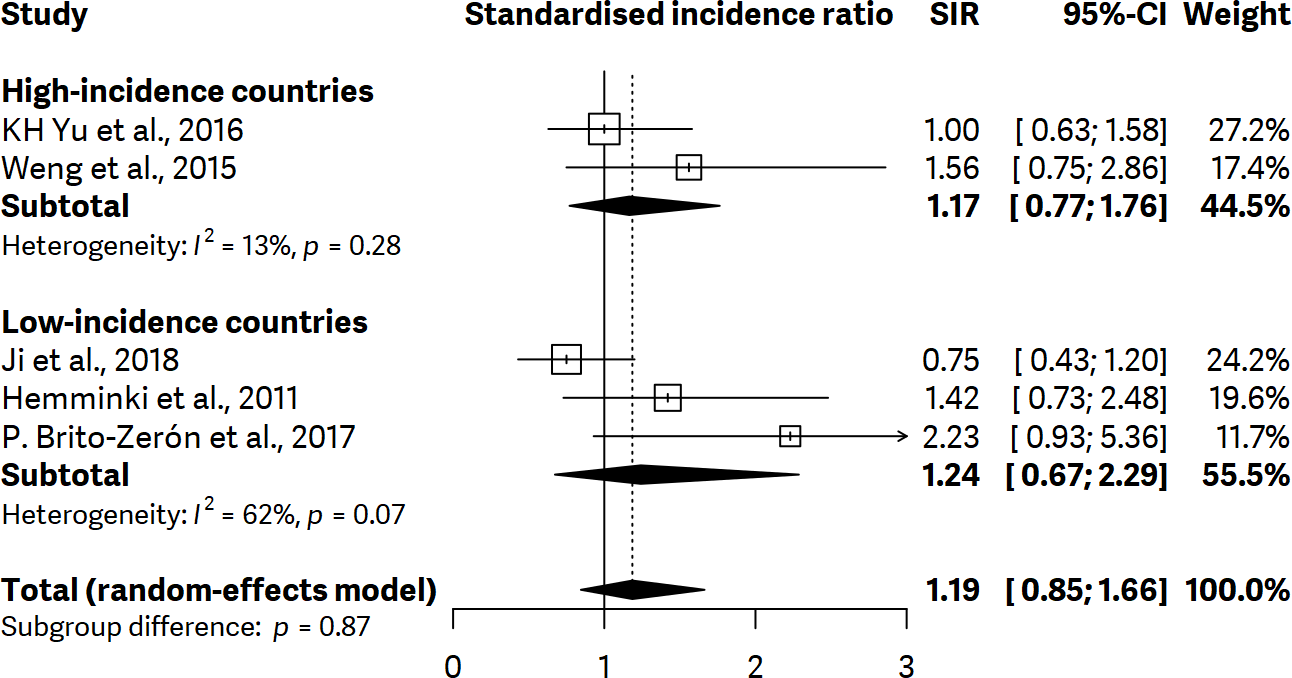 Study Standardised incidence ratio SIR 95%-CI Weight
High-incidence countries
KH Yu et al., 2016 1.00 [ 0.63; 1.58] 27.2%
Weng et al., 2015 1.56 [ 0.75; 2.86] 17.4%
Subtotal 1.17 [ 0.77; 1.76] 44.5%
Heterogeneity: I² = 13%, p = 0.28
Low-incidence countries
Ji et al., 2018 0.75 [ 0.43; 1.20] 24.2%
Hemminki et al., 2011 1.42 [ 0.73; 2.48] 19.6%
P. Brito-Zerón et al., 2017 2.23 [ 0.93; 5.36] 11.7%
Subtotal 1.24 [ 0.67; 2.29] 55.5%
Heterogeneity: I² = 62%, p = 0.07
Total (random-effects model) 1.19 [ 0.85; 1.66] 100.0%
Subgroup difference: p = 0.87
0 1 2 3